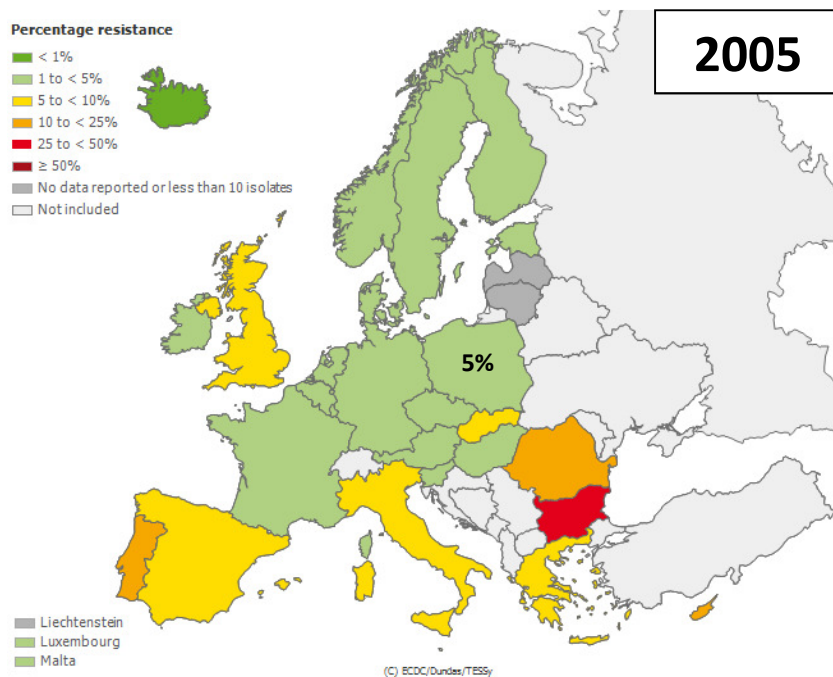 Percentage resistance
< 1%
1 to < 5%
5 to < 10%
10 to < 25%
25 to < 50%
≥ 50%
No data reported or less than 10 isolates
Not included
2005
5%
Liechtenstein
Luxembourg
Malta
(C) ECDC/Dundas/TESSy